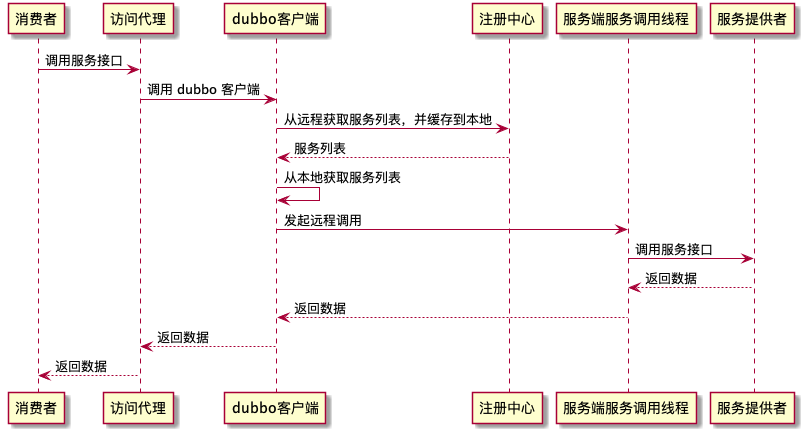 消费者
访问代理
dubbo客户端
注册中心
服务端服务调用线程
服务提供者
调用服务接口
调用 dubbo 客户端
从远程获取服务列表，并缓存到本地
服务列表
从本地获取服务列表
发起远程调用
调用服务接口
返回数据
返回数据
返回数据
返回数据
消费者
访问代理
dubbo客户端
注册中心
服务端服务调用线程
服务提供者